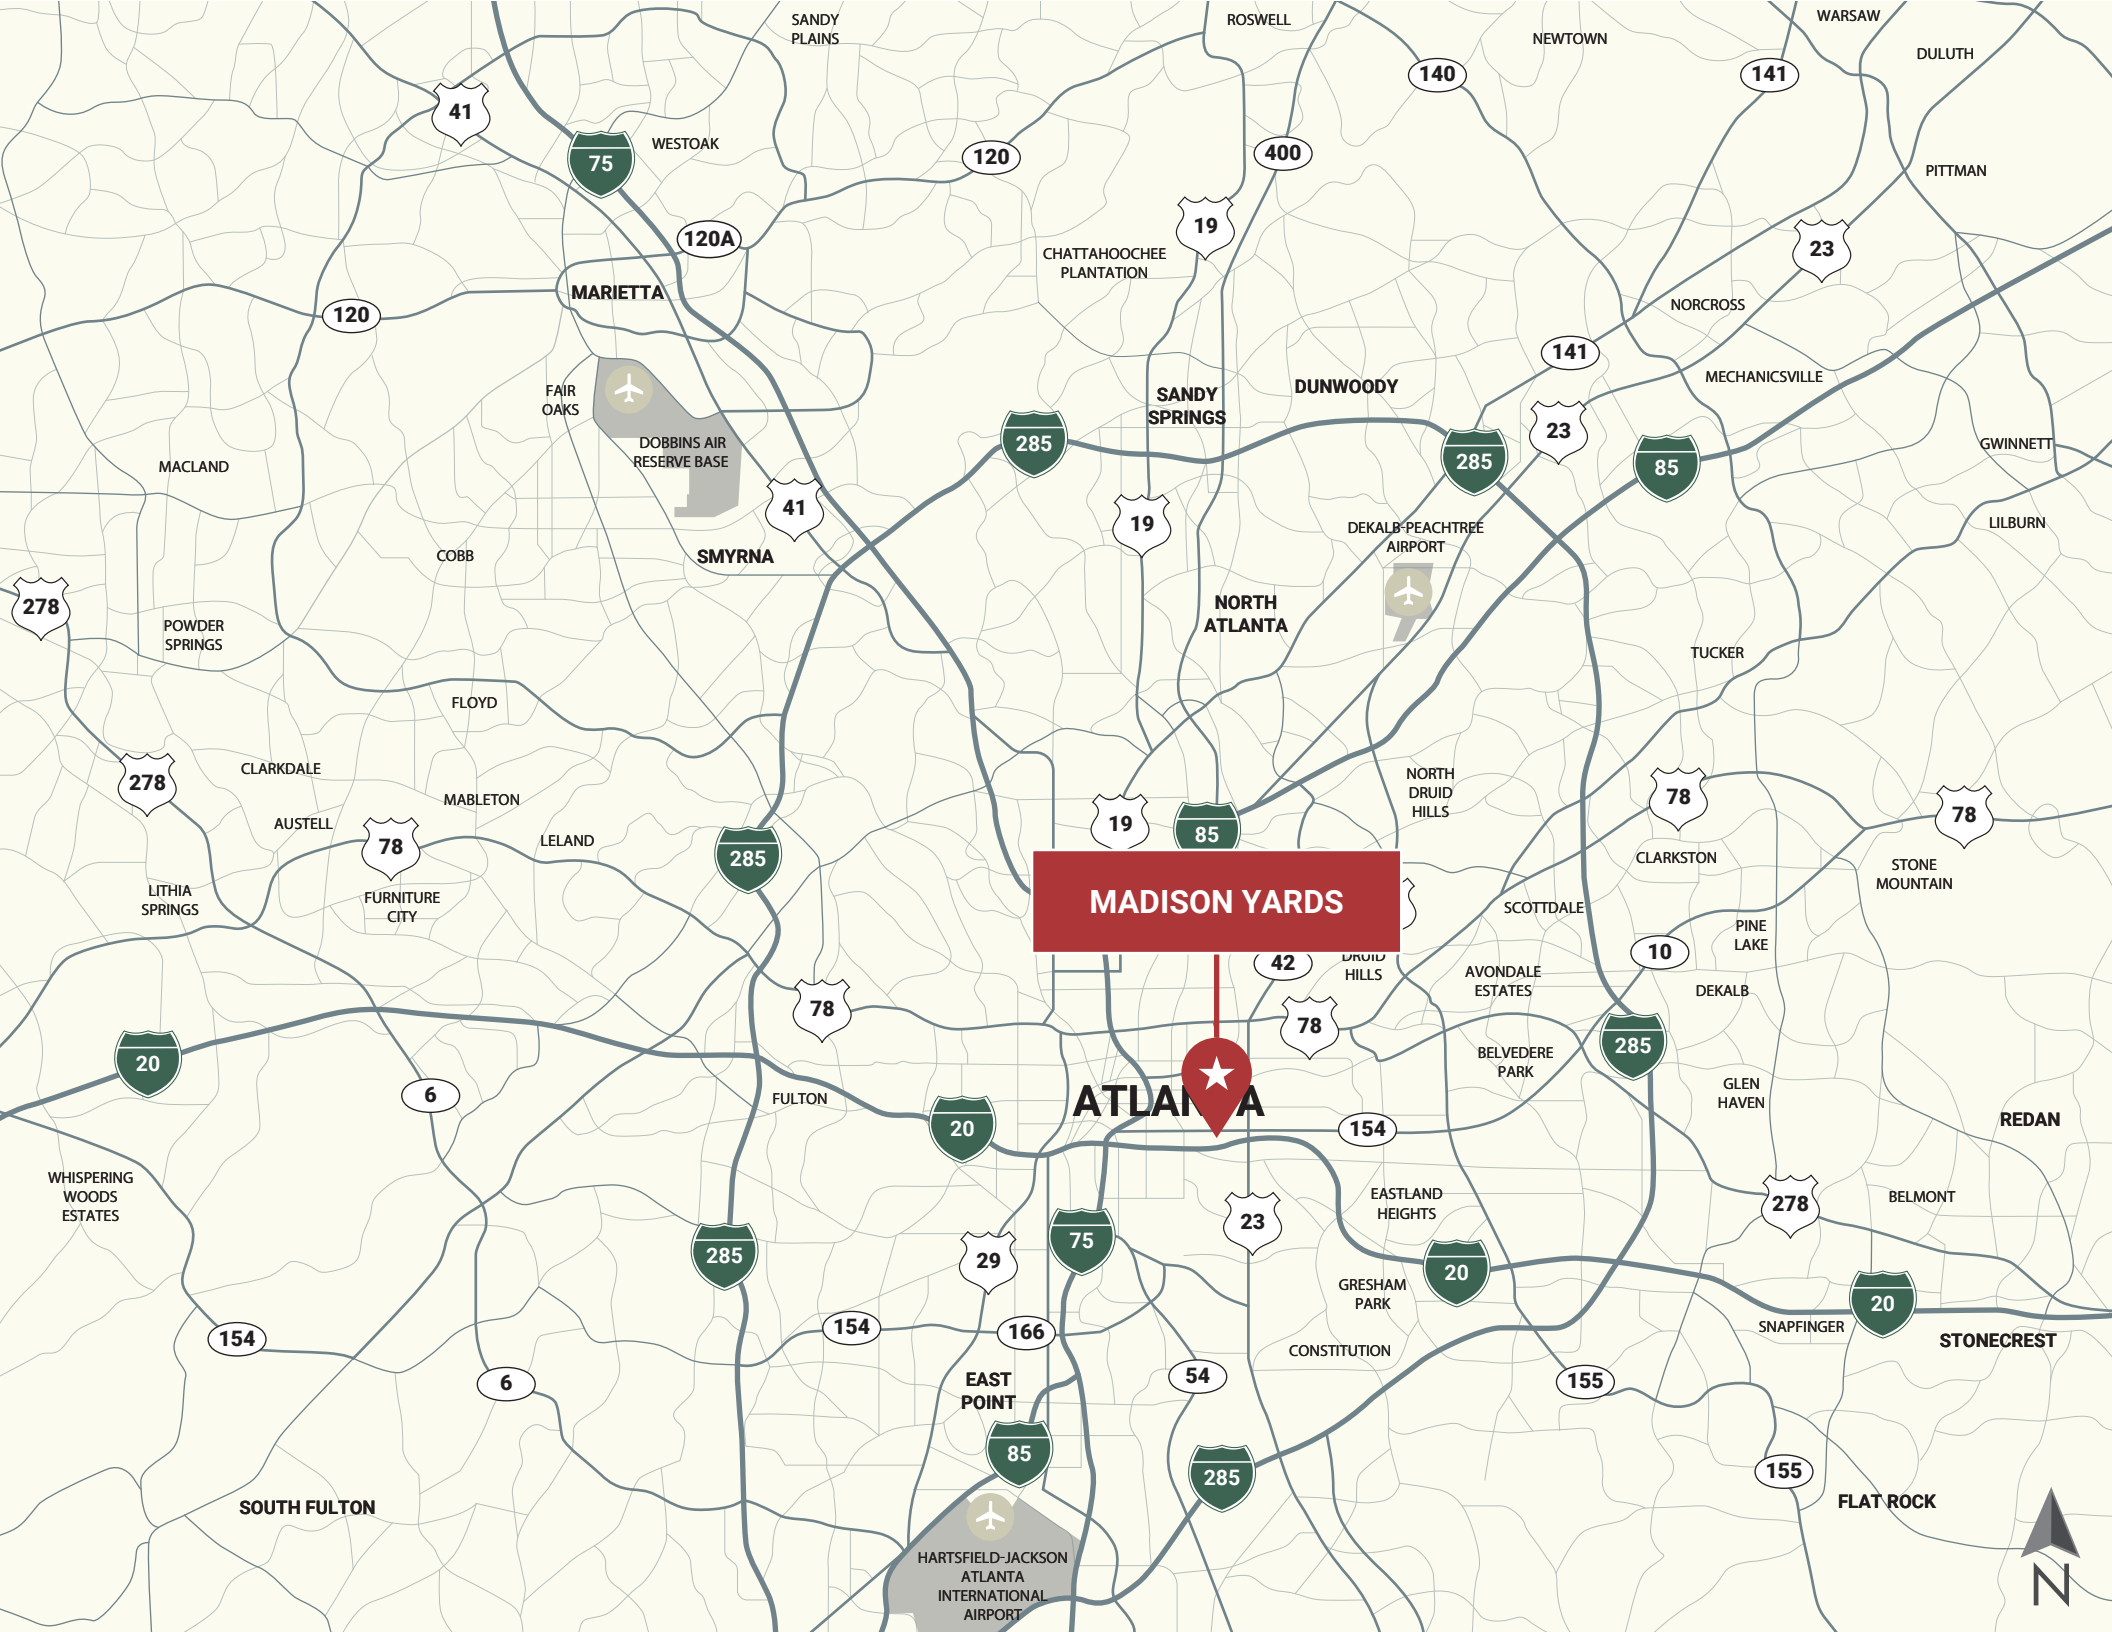 SANDY
PLAINS
ROSWELL
NEWTOWN
WARSAW
DULUTH
140
141
41
75
WESTOAK
120
400
PITTMAN
19
120A
CHATTAHOOCHEE
PLANTATION
23
MARIETTA
120
NORCROSS
141
MECHANICSVILLE
FAIR
OAKS
SANDY
SPRINGS
DUNWOODY
DOBBINS AIR
RESERVE BASE
285
23
285
85
GWINNETT
MACLAND
41
19
DEKALB-PEACHTREE
AIRPORT
LILBURN
COBB
SMYRNA
278
NORTH
ATLANTA
POWDER
SPRINGS
TUCKER
FLOYD
CLARKDALE
278
MABLETON
NORTH
DRUID
HILLS
78
78
AUSTELL
78
LELAND
285
19
85
CLARKSTON
STONE
MOUNTAIN
LITHIA
SPRINGS
FURNITURE
CITY
MADISON YARDS
SCOTTDALE
PINE
LAKE
10
42
DRUID
HILLS
AVONDALE
ESTATES
DEKALB
78
78
20
285
BELVEDERE
PARK
6
FULTON
ATLANTA
GLEN
HAVEN
20
154
REDAN
WHISPERING
WOODS
ESTATES
EASTLAND
HEIGHTS
278
BELMONT
285
29
75
23
20
GRESHAM
PARK
20
154
154
166
SNAPFINGER
STONECREST
CONSTITUTION
6
EAST
POINT
54
155
85
285
155
SOUTH FULTON
FLAT ROCK
HARTSFIELD-JACKSON
ATLANTA
INTERNATIONAL
AIRPORT
N